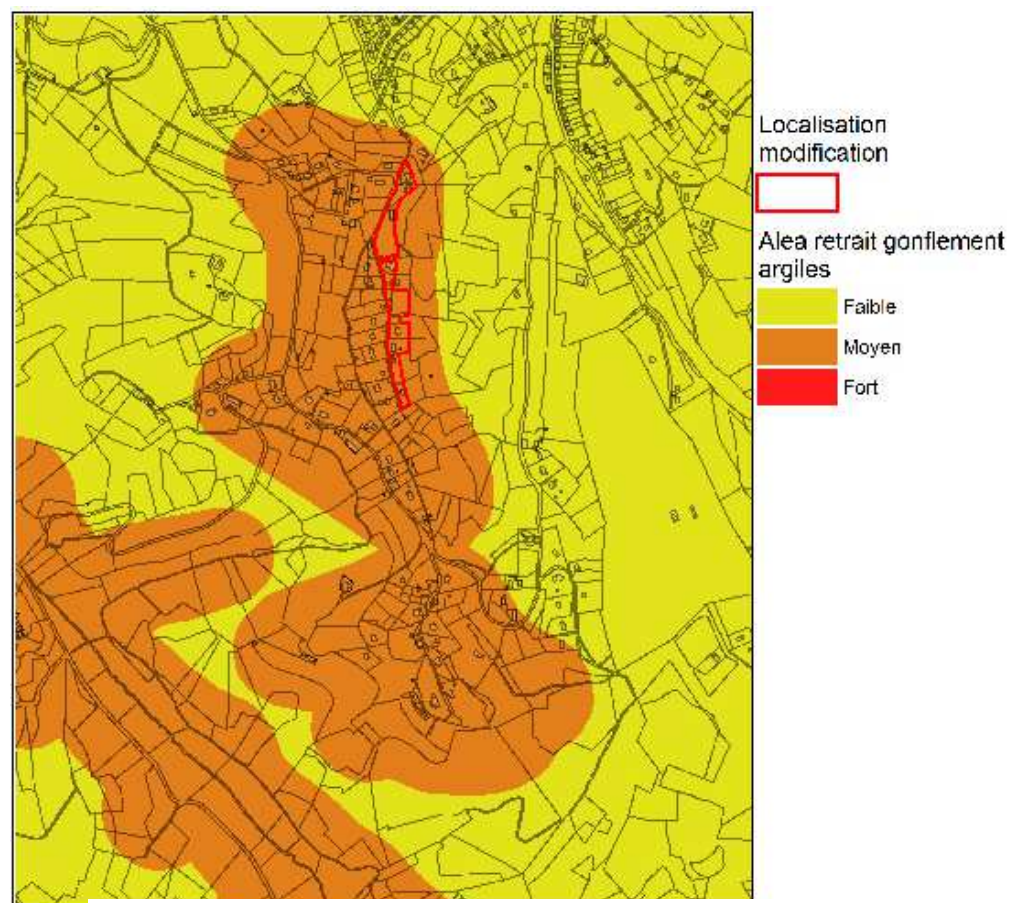 Localisation
modification
Alea retrait gonflement
argiles
Faible
Moyen
Fort